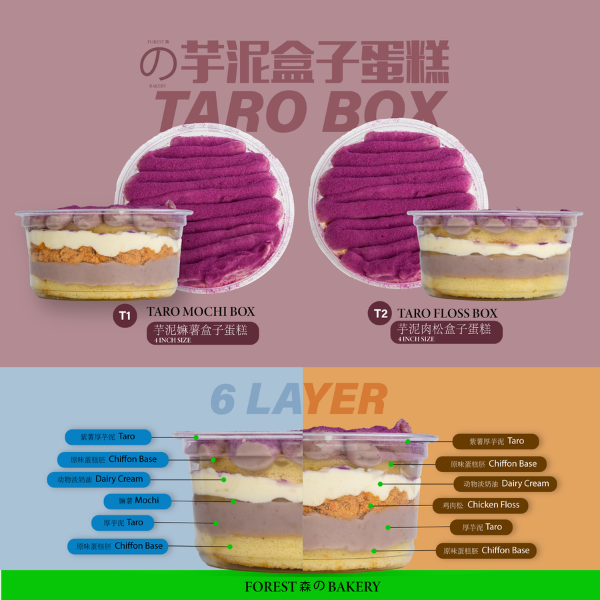 の芋泥盒子蛋糕
TARO BOX
T1
TARO MOCHI BOX
芋泥嫲薯盒子蛋糕
4 INCH SIZE
T2
TARO FLOSS BOX
芋泥肉松盒子蛋糕
4 INCH SIZE
6 LAYER
紫薯厚芋泥 Taro
原味蛋糕胚 Chiffon Base
动物淡奶油 Dairy Cream
嫲薯 Mochi
厚芋泥 Taro
原味蛋糕胚 Chiffon Base
紫薯厚芋泥 Taro
原味蛋糕胚 Chiffon Base
动物淡奶油 Dairy Cream
鸡肉松 Chicken Floss
厚芋泥 Taro
原味蛋糕胚 Chiffon Base
FOREST 森の BAKERY